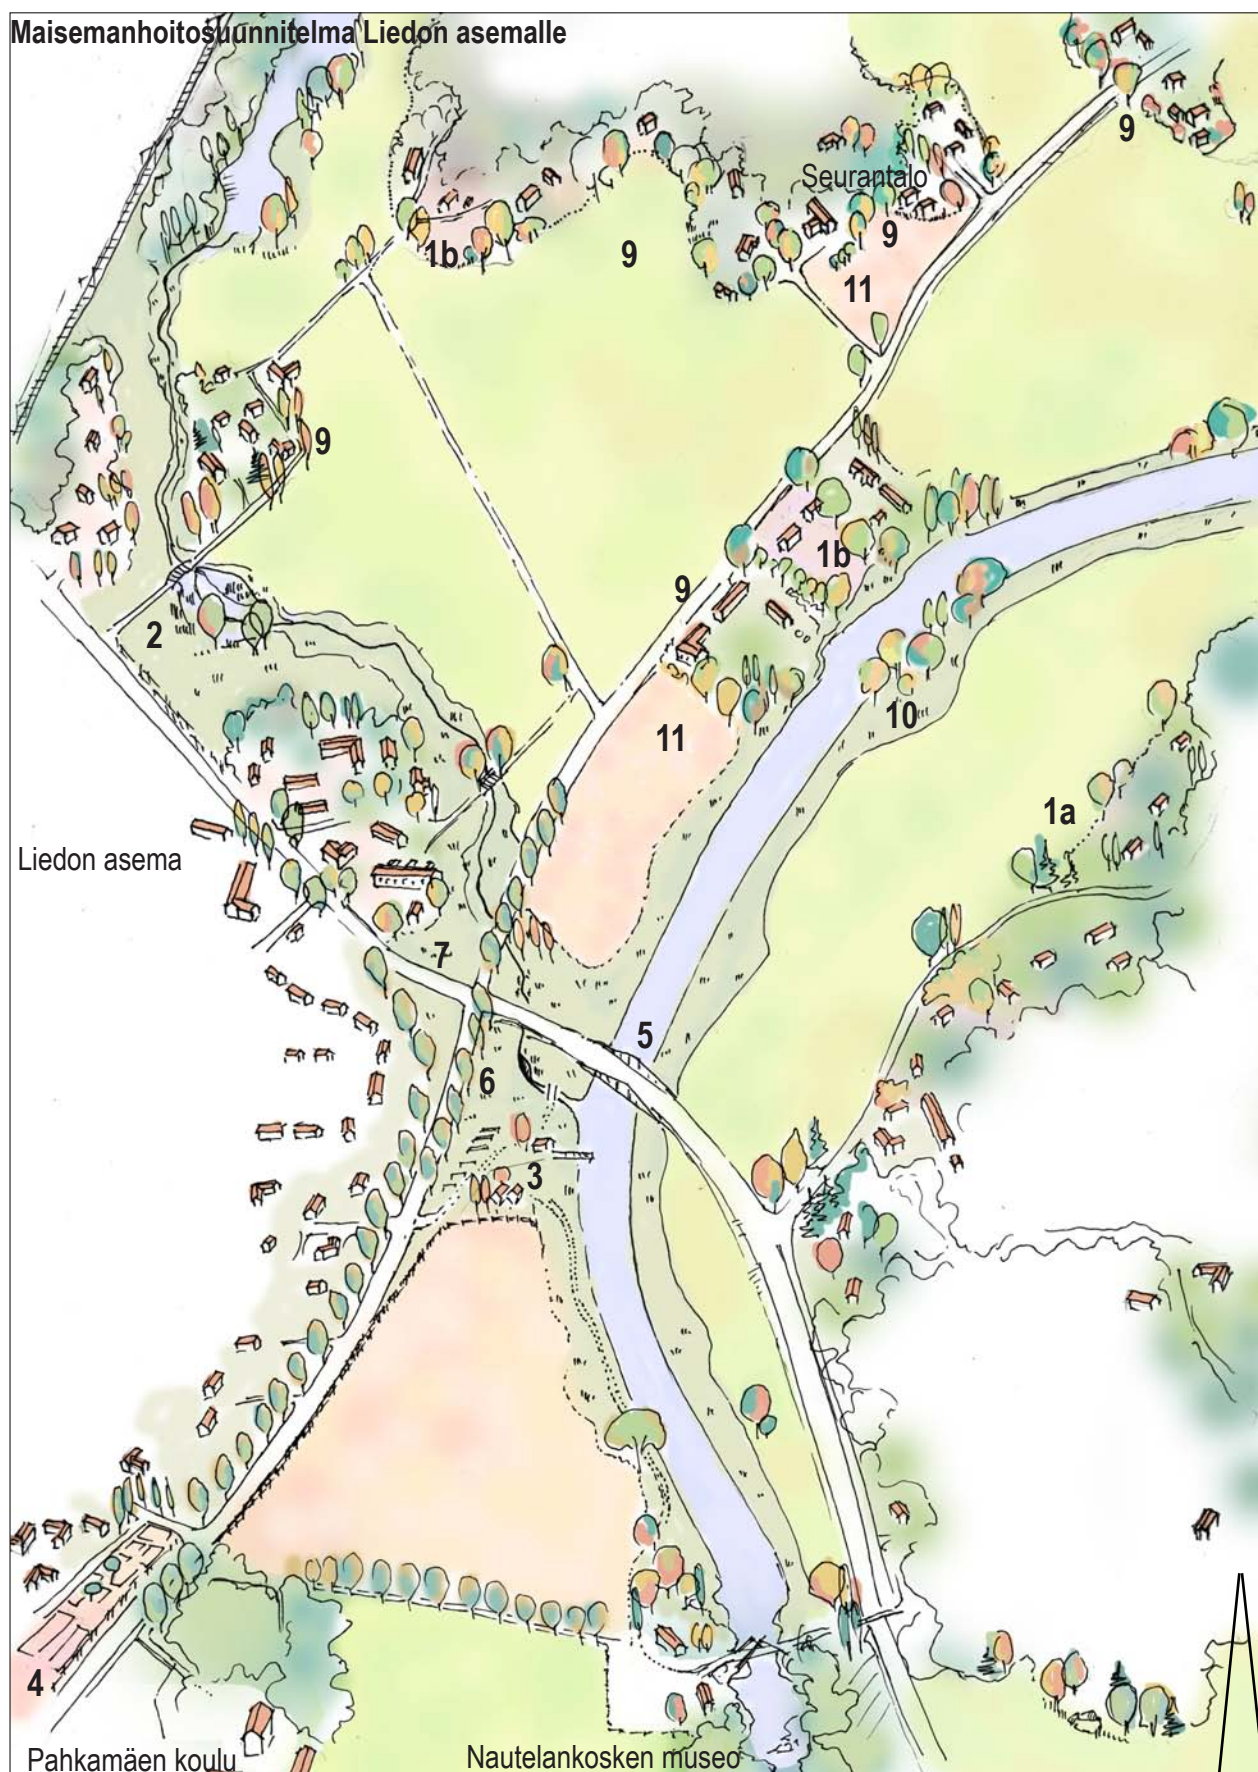 Maisemanhoitosuunnitelma Liedon asemalle
9
Seurantalo
1b
9
9
11
9
1b
9
2
11
10
1a
Liedon asema
7
5
6
3
4
Pahkamäen koulu
Nautelankosken museo